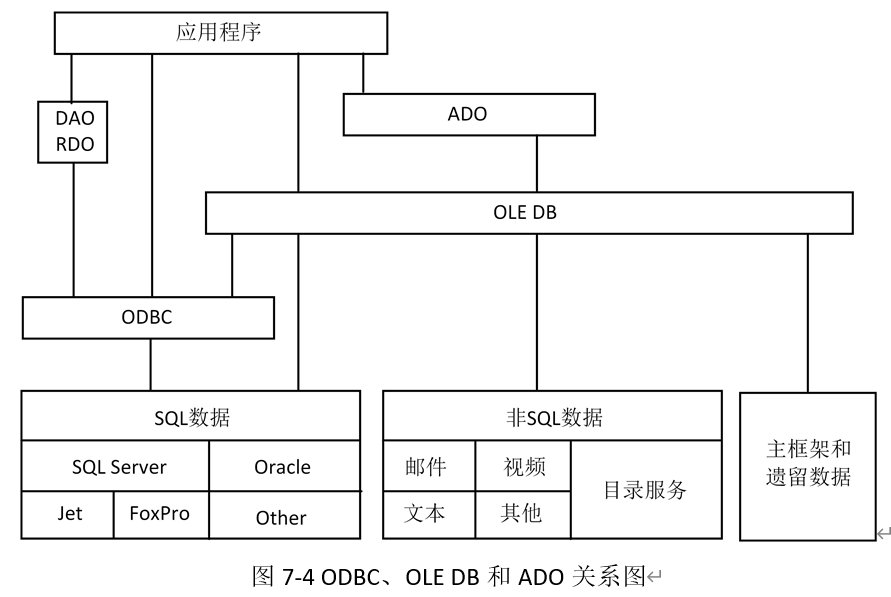 应用程序
DAO
RDO
ADO
OLE DB
ODBC
SQL数据
SQL Server
Oracle
Jet
FoxPro
Other
非SQL数据
邮件
视频
文本
其他
目录服务
主框架和
遗留数据
图 7-4 ODBC、OLE DB 和 ADO 关系图